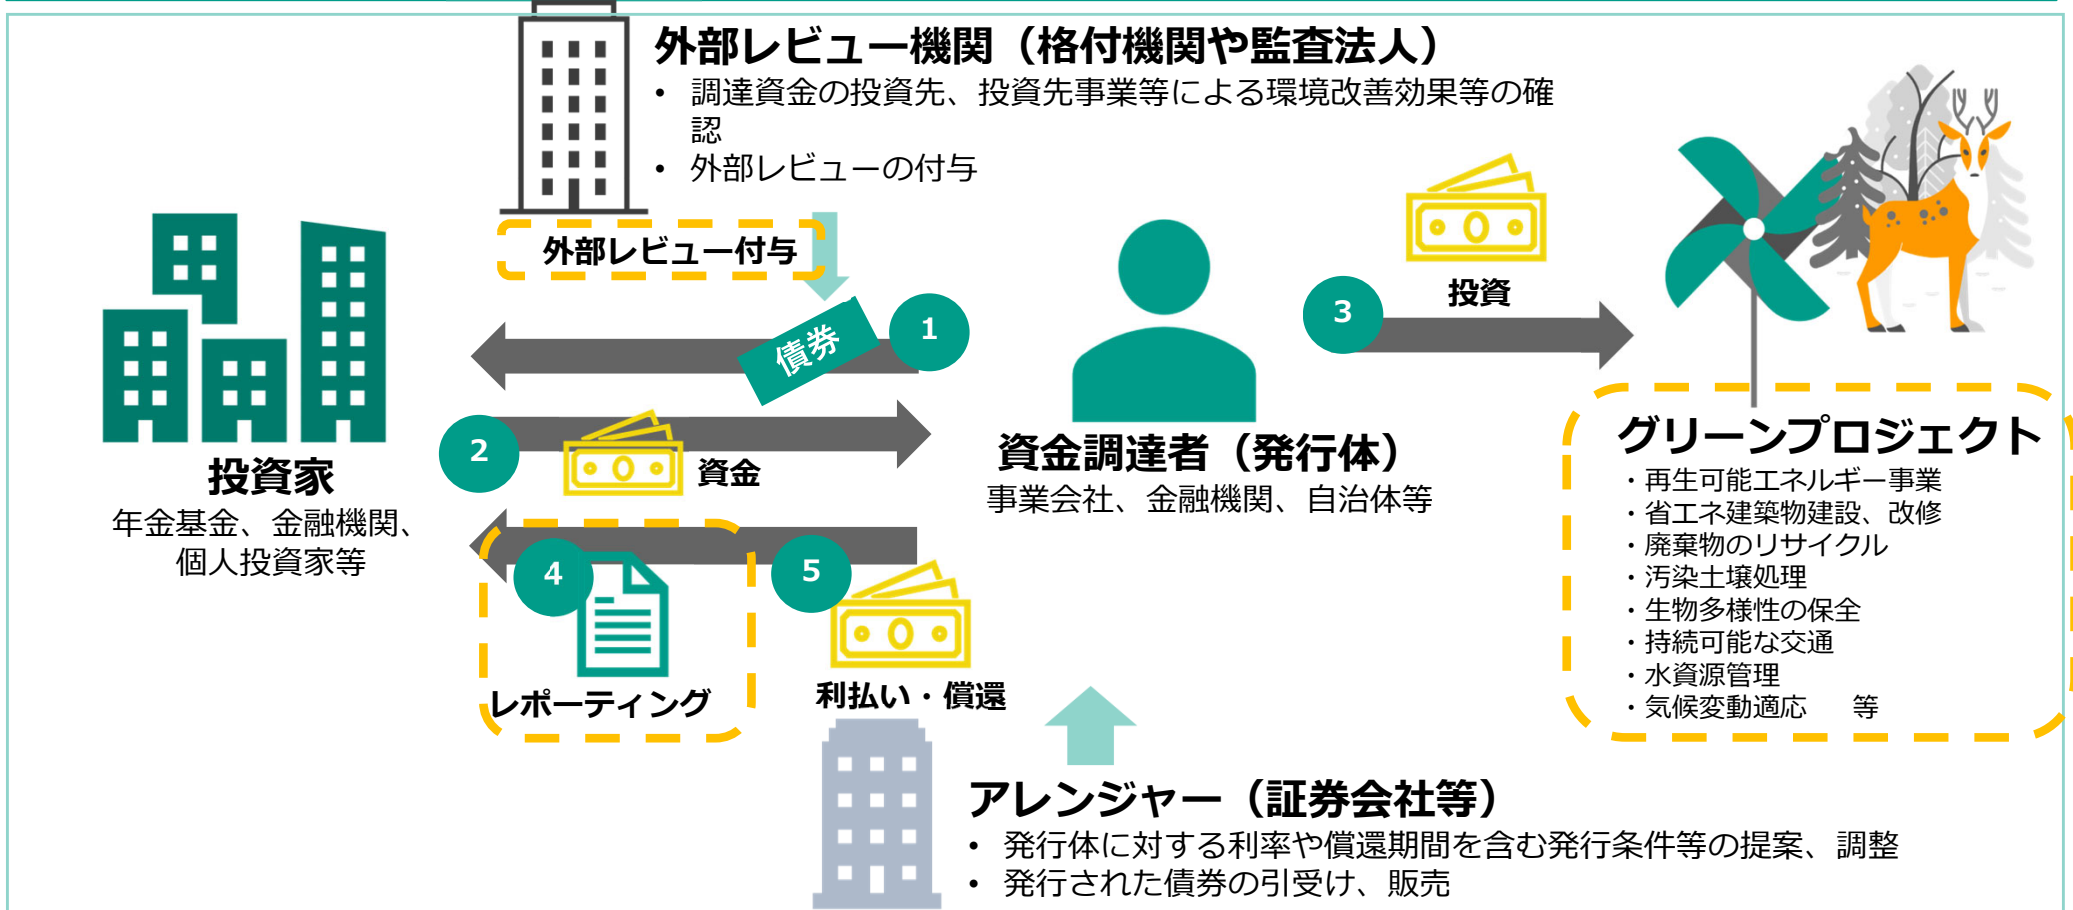 外部レビュー機関（格付機関や監査法人）
• 調達資金の投資先、投資先事業等による環境改善効果等の確
認
• 外部レビューの付与
外部レビュー付与
債券
1
2
資金
投資家
年金基金、金融機関、
個人投資家等
4
レポーティング
5
利払い・償還
資金調達者（発行体）
事業会社、金融機関、自治体等
3
投資
グリーンプロジェクト
・再生可能エネルギー事業
・省エネ建築物建設、改修
・廃棄物のリサイクル
・汚染土壌処理
・生物多様性の保全
・持続可能な交通
・水資源管理
・気候変動適応　等
アレンジャー（証券会社等）
• 発行体に対する利率や償還期間を含む発行条件等の提案、調整
• 発行された債券の引受け、販売